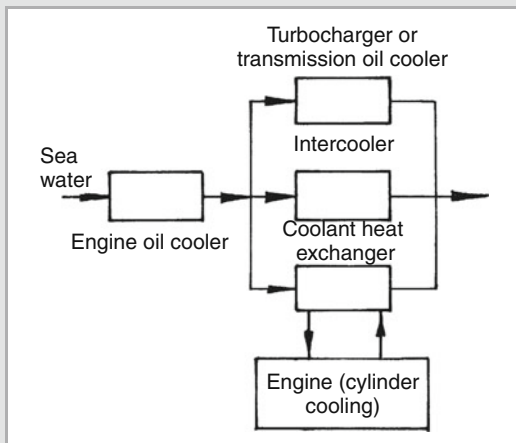 Turbocharger or
transmission oil cooler
Intercooler
Sea
water
Engine oil cooler
Coolant heat
exchanger
Engine (cylinder
cooling)